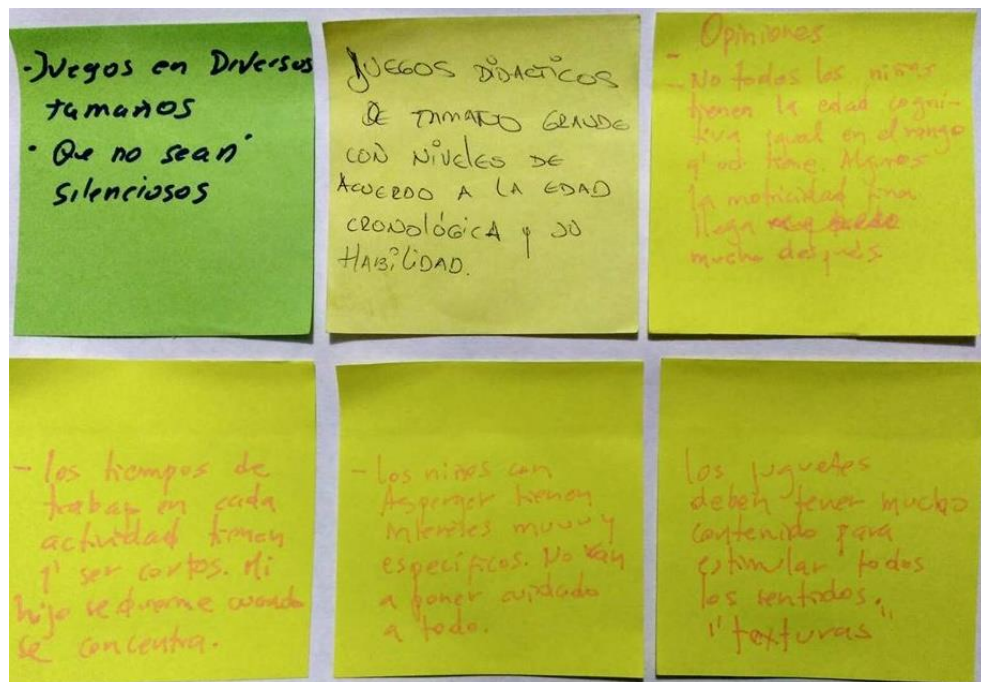 - Juegos en Diversos
tamaños
· Que no sean
silenciosos
JUEGOS DIDACTICOS
DE TAMAÑO GRANDE
CON NIVELES DE
ACUERDO A LA EDAD
CRONOLÓGICA Y SU
HABILIDAD.
Opiniones
- No todos los niños
tienen la edad cogni-
tiva igual en el rango
q' ud tiene. Algunos
la motricidad fina
llega
mucho después.
- los tiempos de
trabajo en cada
actividad tienen
q' ser cortos. Mi
hijo se duerme cuando
se concentra.
- los niños con
Asperger tienen
intereses muuuy
específicos. No van
a poner cuidado
a todo.
los juguetes
deben tener mucho
contenido para
estimular todos
los sentidos.
"texturas"